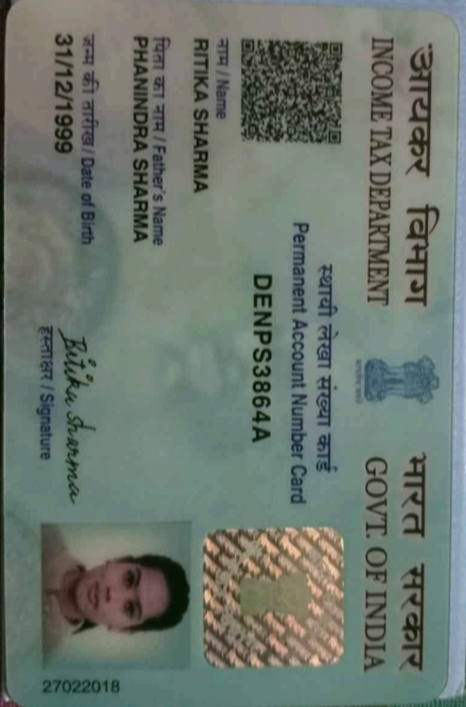 आयकर विभाग
INCOME TAX DEPARTMENT
भारत सरकार
GOVT. OF INDIA
स्थायी लेखा संख्या कार्ड
Permanent Account Number Card
DENPS3864A
नाम / Name
RITIKA SHARMA
पिता का नाम / Father's Name
PHANINDRA SHARMA
जन्म की तारीख / Date of Birth
31/12/1999
Ritika Sharma
हस्ताक्षर / Signature
27022018